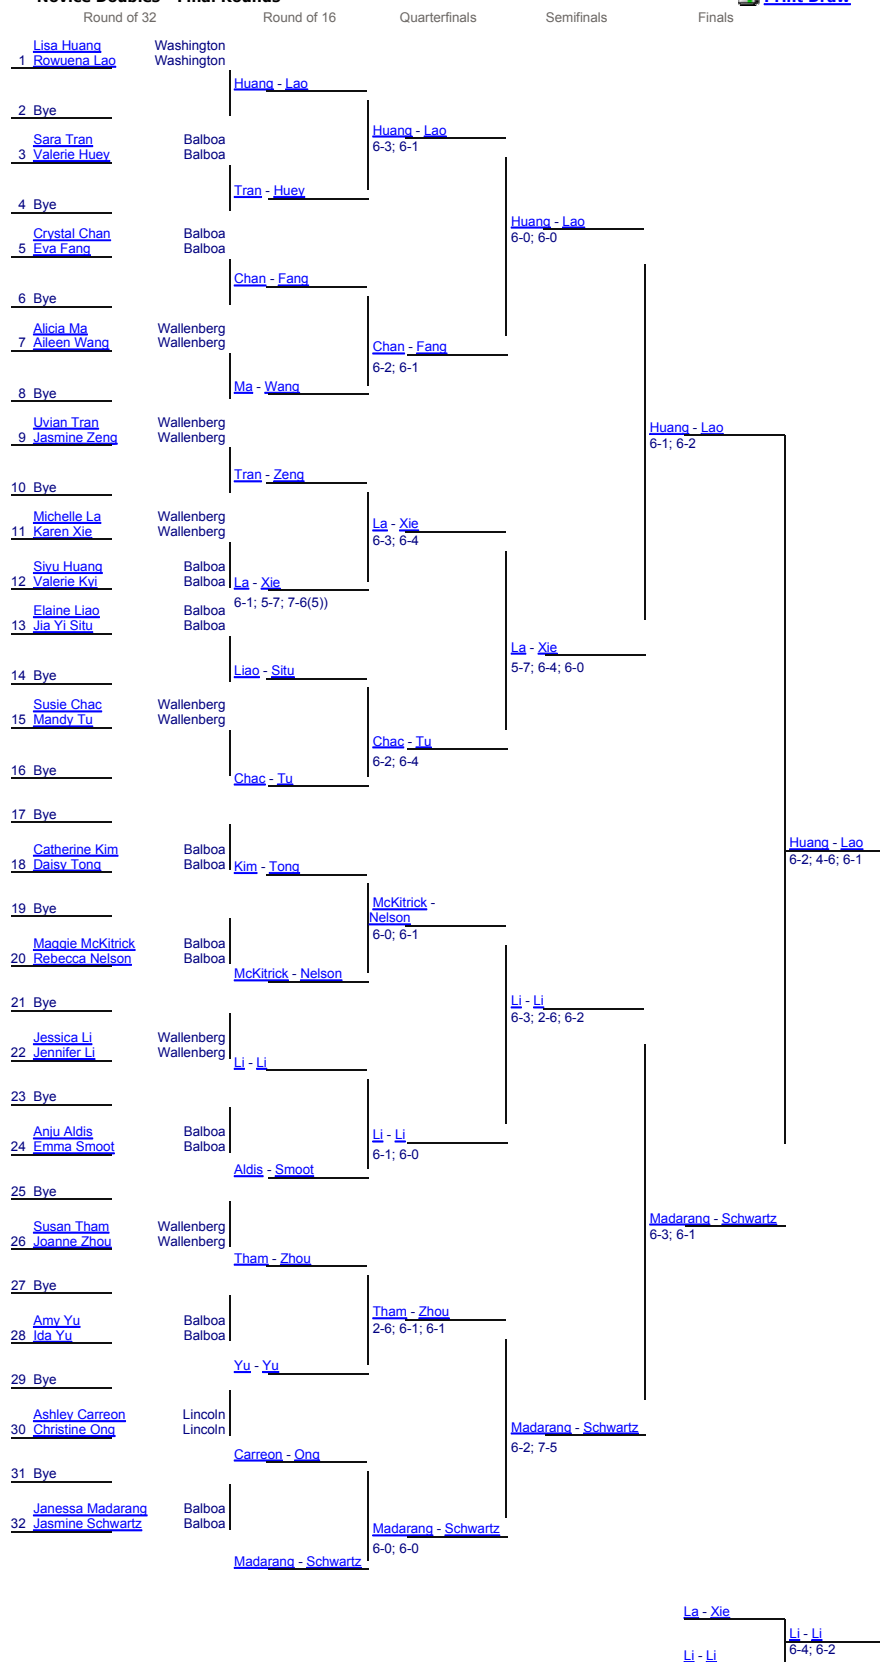 Novice Doubles - Final Rounds
Print Draw
Round of 32 Round of 16 Quarterfinals Semifinals Finals
Lisa Huang Washington
1 Rowuena Lao Washington
Huang - Lao
2 Bye
Huang - Lao
6-3; 6-1
Sara Tran Balboa
3 Valerie Huey Balboa
Tran - Huey
4 Bye
Huang - Lao
6-0; 6-0
Crystal Chan Balboa
5 Eva Fang Balboa
Chan - Fang
6 Bye
Alicia Ma Wallenberg
7 Aileen Wang Wallenberg
Chan - Fang
6-2; 6-1
Ma - Wang
8 Bye
Huang - Lao
6-1; 6-2
Uvian Tran Wallenberg
9 Jasmine Zeng Wallenberg
Tran - Zeng
10 Bye
Michelle La Wallenberg
11 Karen Xie Wallenberg
La - Xie
6-3; 6-4
Siyu Huang Balboa
12 Valerie Kyi Balboa
La - Xie
6-1; 5-7; 7-6(5))
Elaine Liao Balboa
13 Jia Yi Situ Balboa
La - Xie
5-7; 6-4; 6-0
Liao - Situ
14 Bye
Susie Chac Wallenberg
15 Mandy Tu Wallenberg
Chac - Tu
6-2; 6-4
16 Bye
Chac - Tu
17 Bye
Huang - Lao
6-2; 4-6; 6-1
Catherine Kim Balboa
18 Daisy Tong Balboa
Kim - Tong
19 Bye
McKitrick -
Nelson
6-0; 6-1
Maggie McKitrick Balboa
20 Rebecca Nelson Balboa
McKitrick - Nelson
21 Bye
Li - Li
6-3; 2-6; 6-2
Jessica Li Wallenberg
22 Jennifer Li Wallenberg
Li - Li
23 Bye
Anju Aldis Balboa
24 Emma Smoot Balboa
Li - Li
6-1; 6-0
Aldis - Smoot
25 Bye
Susan Tham Wallenberg
26 Joanne Zhou Wallenberg
Madarang - Schwartz
6-3; 6-1
Tham - Zhou
27 Bye
Amy Yu Balboa
28 Ida Yu Balboa
Tham - Zhou
2-6; 6-1; 6-1
Yu - Yu
29 Bye
Ashley Carreon Lincoln
30 Christine Ong Lincoln
Madarang - Schwartz
6-2; 7-5
Carreon - Ong
31 Bye
Janessa Madarang Balboa
32 Jasmine Schwartz Balboa
Madarang - Schwartz
6-0; 6-0
Madarang - Schwartz
La - Xie
Li - Li
6-4; 6-2
Li - Li